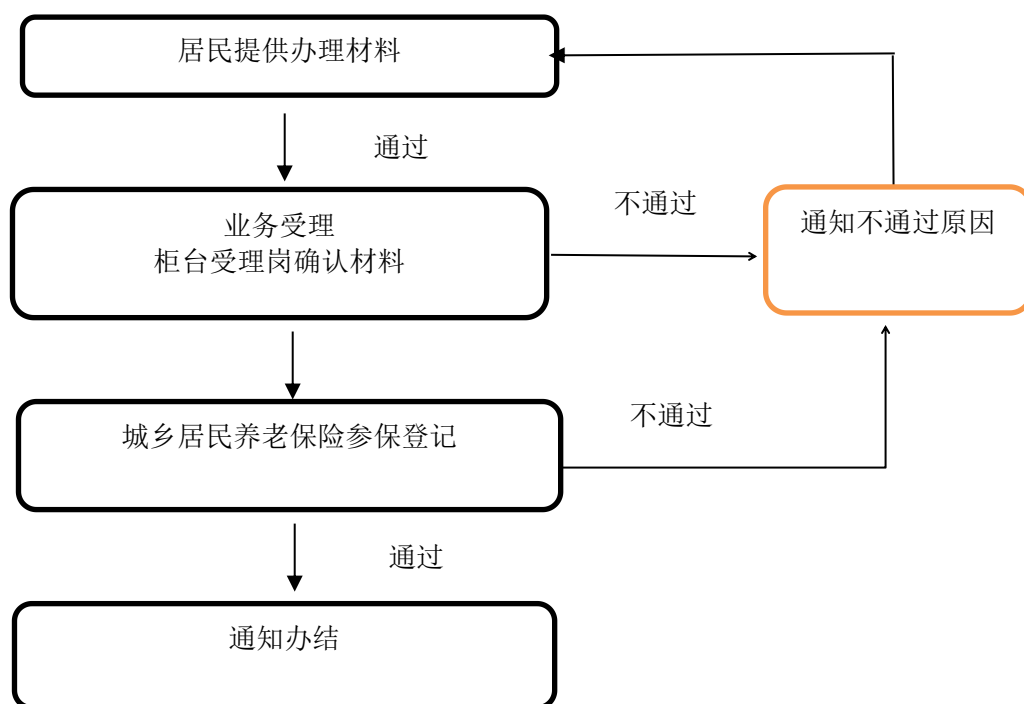 居民提供办理材料
通过
业务受理
柜台受理岗确认材料
不通过
通知不通过原因
城乡居民养老保险参保登记
不通过
通过
通知办结